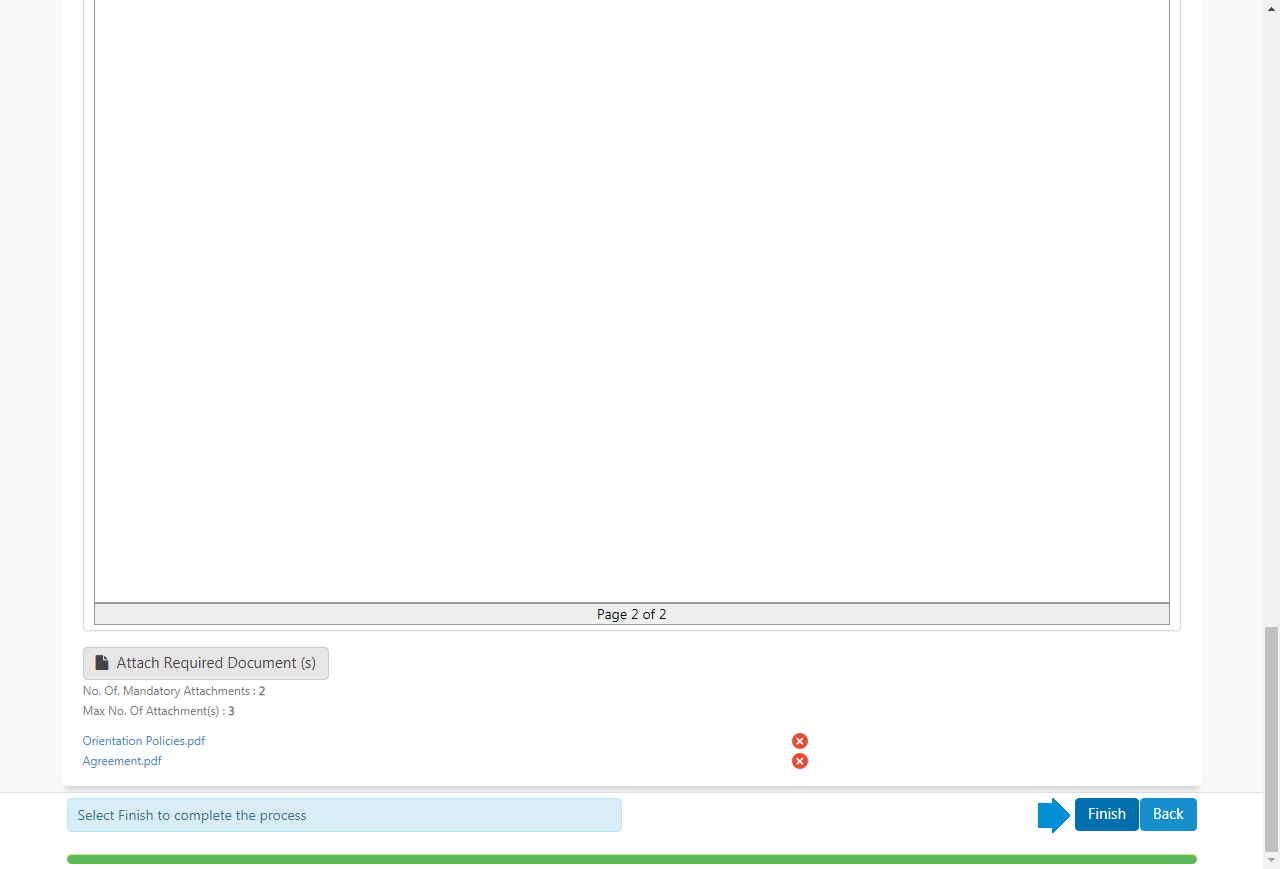 Page 2 of 2
Attach Required Document (s)
No. Of. Mandatory Attachments : 2
Max No. Of Attachment(s) : 3
Orientation Policies.pdf
Agreement.pdf
Select Finish to complete the process
Finish
Back